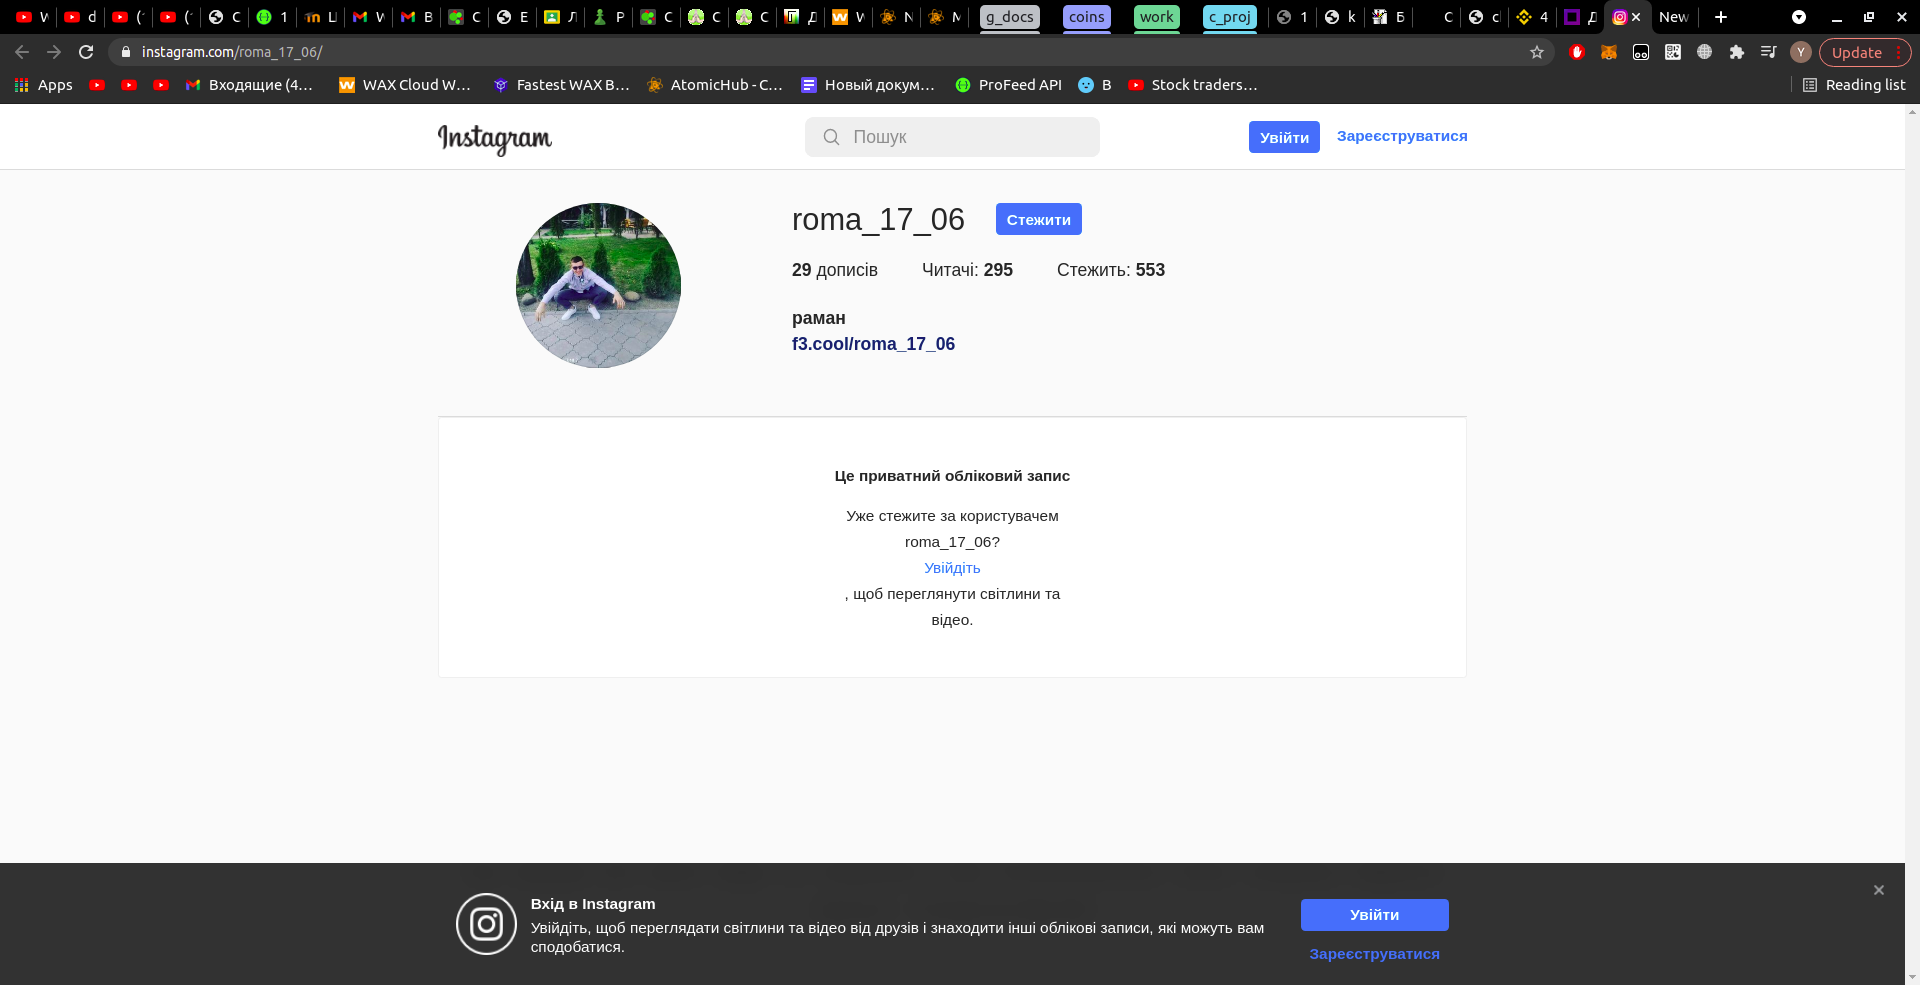 g_docs
coins
work
c_proj
New
instagram.com/roma_17_06/
Update
Apps
Входящие (4...
WAX Cloud W...
Fastest WAX B...
AtomicHub - C...
Новый докум...
ProFeed API
B
Stock traders...
Reading list
Instagram
Пошук
Увійти
Зареєструватися
roma_17_06
Стежити
29 дописів
Читачі: 295
Стежить: 553
раман
f3.cool/roma_17_06
Це приватний обліковий запис
Уже стежите за користувачем
roma_17_06?
Увійдіть
, щоб переглянути світлини та
відео.
Вхід в Instagram
Увійдіть, щоб переглядати світлини та відео від друзів і знаходити інші облікові записи, які можуть вам
сподобатися.
Увійти
Зареєструватися